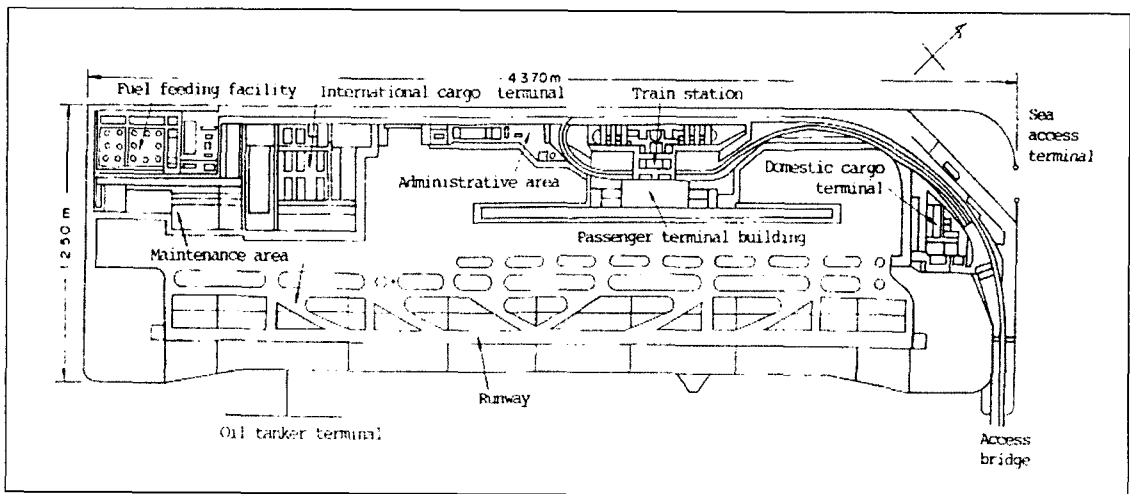 4370m
Fuel feeding facility
International cargo terminal
Train station
Sea
access
terminal
Domestic cargo
terminal
Administrative area
1250m
Passenger terminal building
Maintenance area
Runway
Oil tanker terminal
Access
bridge